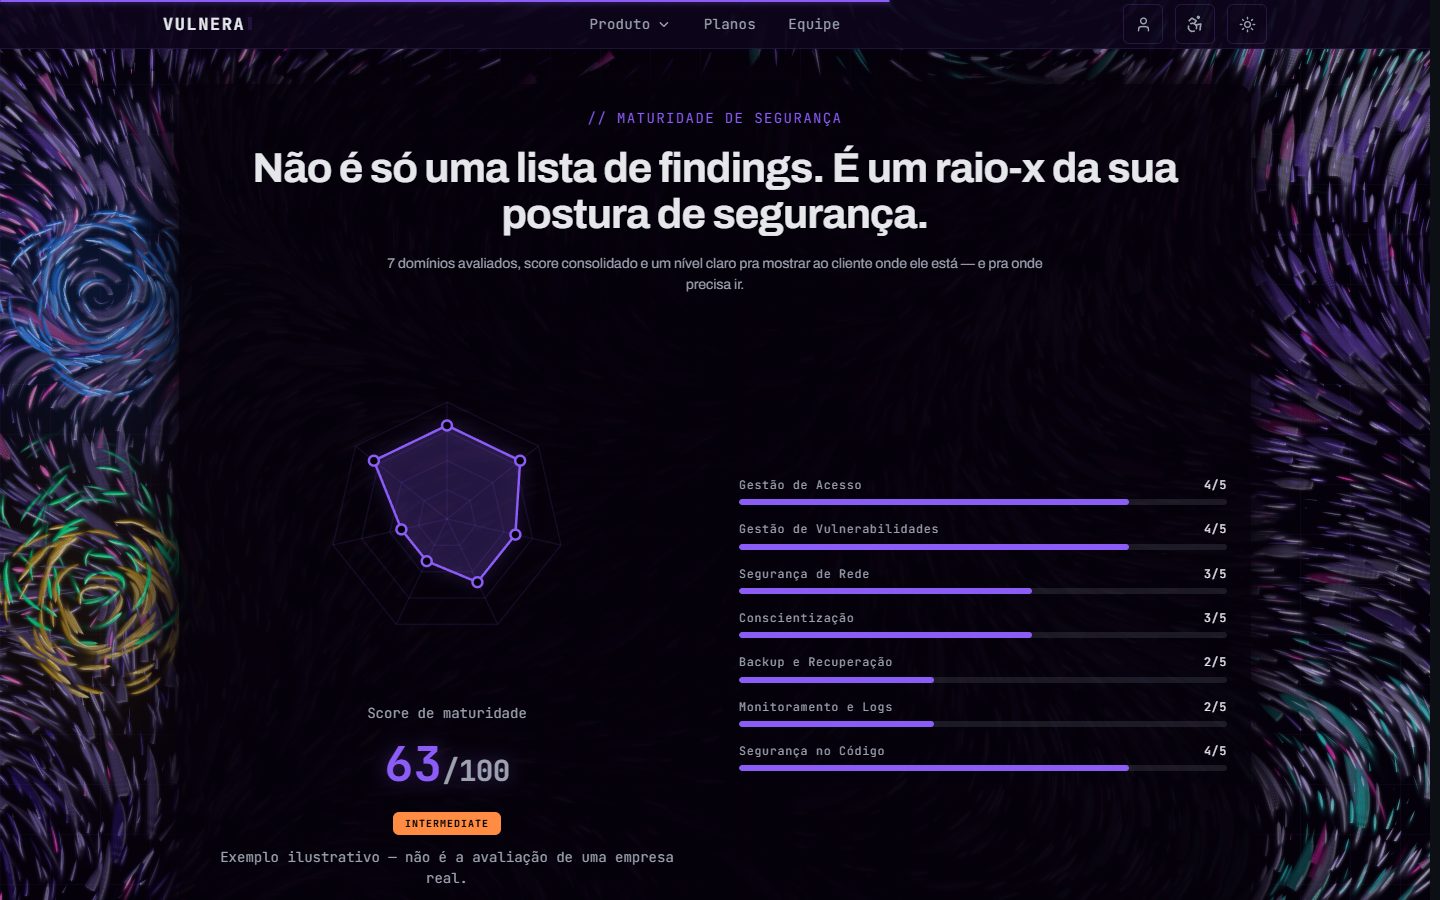 VULNERA
Produto
Planos
Equipe
// MATURIDADE DE SEGURANÇA
Não é só uma lista de findings. É um raio-x da sua
postura de segurança.
7 domínios avaliados, score consolidado e um nível claro pra mostrar ao cliente onde ele está — e pra onde
precisa ir.
Gestão de Acesso 4/5
Gestão de Vulnerabilidades 4/5
Segurança de Rede 3/5
Conscientização 3/5
Backup e Recuperação 2/5
Monitoramento e Logs 2/5
Segurança no Código 4/5
Score de maturidade
63/100
INTERMEDIATE
Exemplo ilustrativo — não é a avaliação de uma empresa
real.